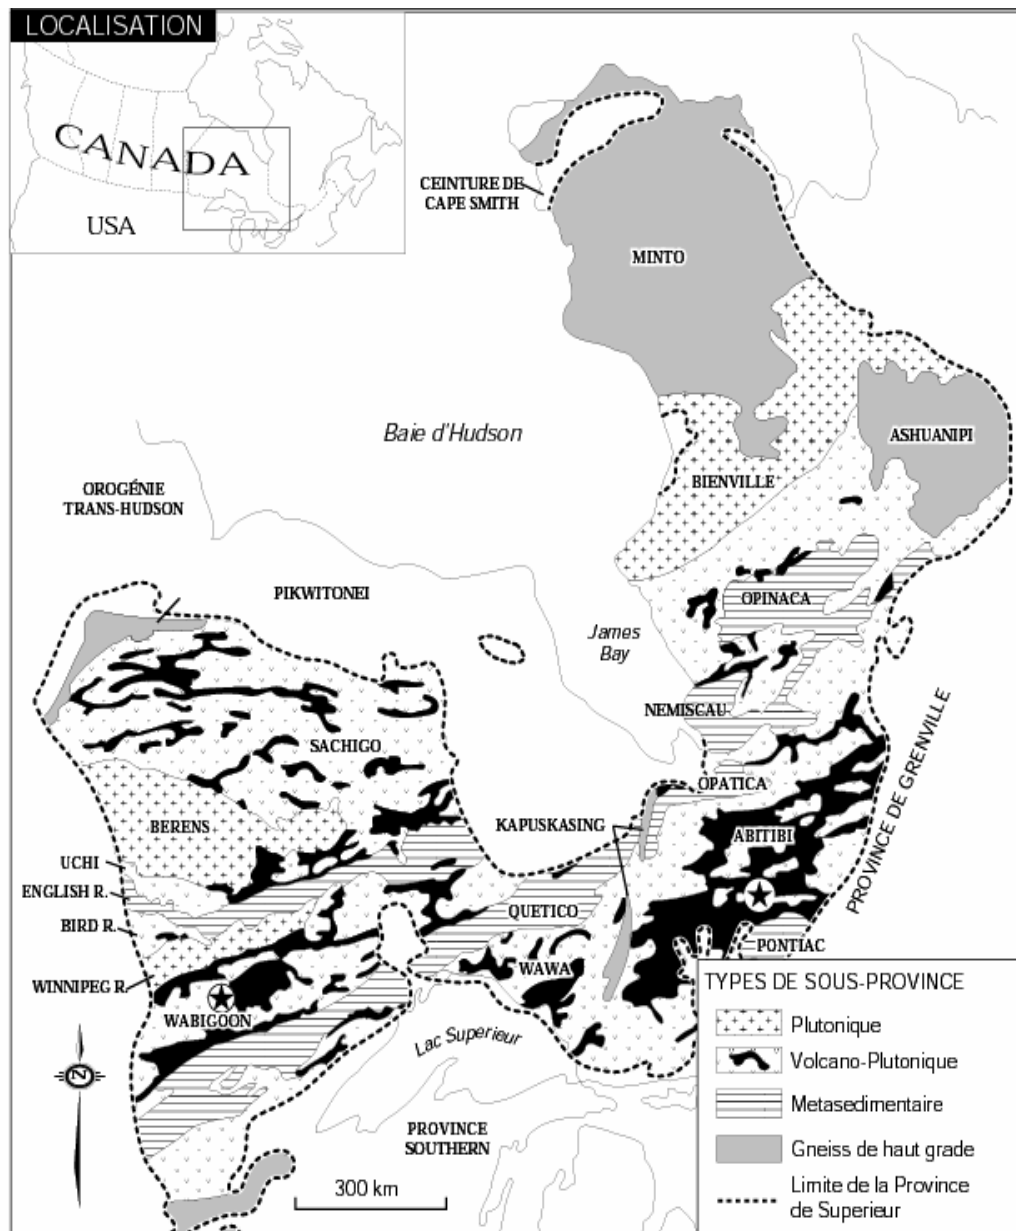 LOCALISATION
CANADA
USA
CEINTURE DE
CAPE SMITH
MINTO
Baie d'Hudson
ASHUANIPI
BIENVILLE
OROGÉNIE
TRANS-HUDSON
PIKWITONEI
OPINACA
James
Bay
NEMISCAU
SACHIGO
OPATICA
BERENS
KAPUSKASING
ABITIBI
PROVINCE DE GRENVILLE
UCHI
ENGLISH R.
BIRD R.
QUETICO
PONTIAC
WAWA
WINNIPEG R.
WABIGOON
Lac Superieur
N
PROVINCE
SOUTHERN
300 km
TYPES DE SOUS-PROVINCE
Plutonique
Volcano-Plutonique
Metasedimentaire
Gneiss de haut grade
Limite de la Province
de Superieur